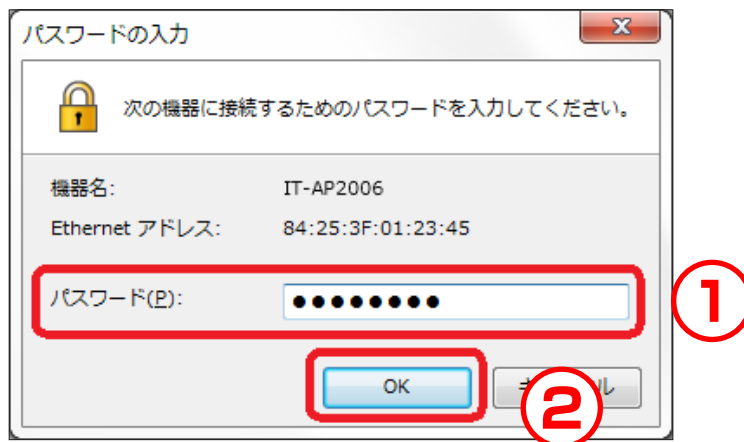 パスワードの入力
次の機器に接続するためのパスワードを入力してください。
機器名: IT-AP2006
Ethernet アドレス: 84:25:3F:01:23:45
パスワード(P): ●●●●●●●●
①
OK
②